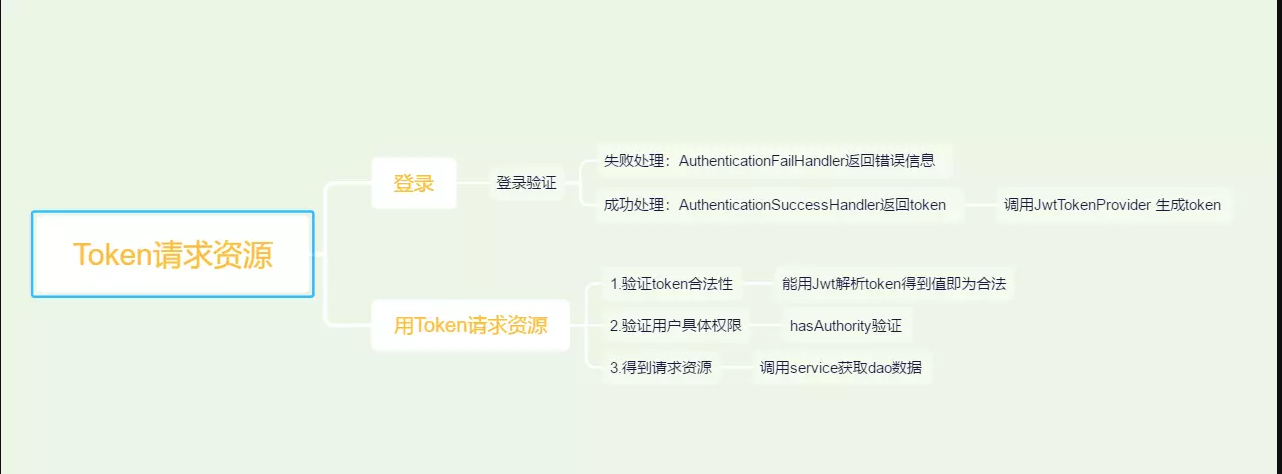 Token请求资源
登录
登录验证
失败处理：AuthenticationFailHandler返回错误信息
成功处理：AuthenticationSuccessHandler返回token
调用JwtTokenProvider 生成token
用Token请求资源
1.验证token合法性
能用Jwt解析token得到值即为合法
2.验证用户具体权限
hasAuthority验证
3.得到请求资源
调用service获取dao数据